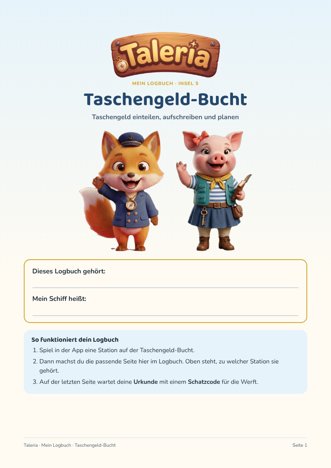 Taleria
MEIN LOGBUCH · INSEL 5
Taschengeld-Bucht
Taschengeld einteilen, aufschreiben und planen
Dieses Logbuch gehört:
Mein Schiff heißt:
So funktioniert dein Logbuch
1. Spiel in der App eine Station auf der Taschengeld-Bucht.
2. Dann machst du die passende Seite hier im Logbuch. Oben steht, zu welcher Station sie
gehört.
3. Auf der letzten Seite wartet deine Urkunde mit einem Schatzcode für die Werft.
Taleria · Mein Logbuch · Taschengeld-Bucht
Seite 1